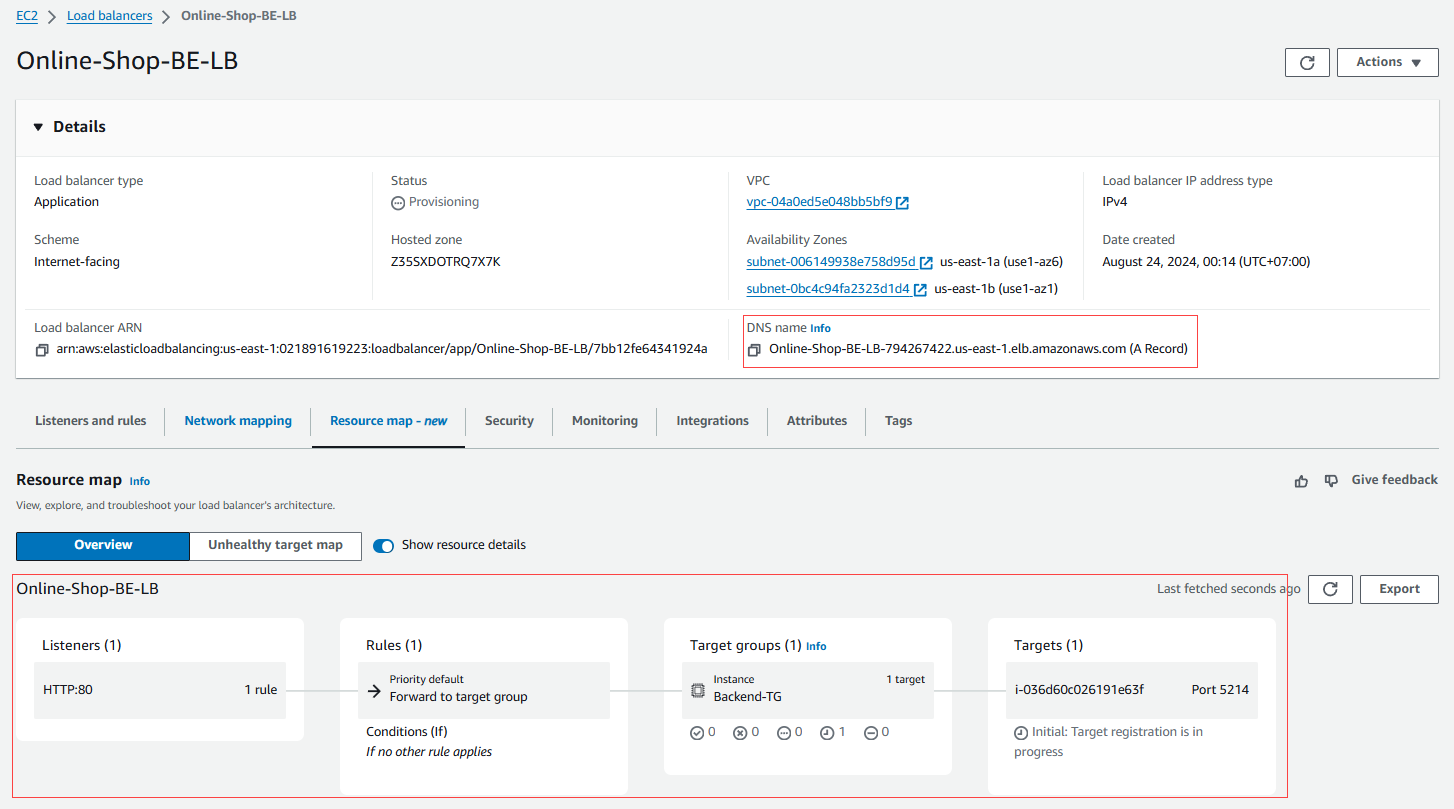 EC2 > Load balancers > Online-Shop-BE-LB
Online-Shop-BE-LB
Actions
Details
Load balancer type
Application
Status
Provisioning
VPC
vpc-04a0ed5e048bb5bf9
Load balancer IP address type
IPv4
Scheme
Internet-facing
Hosted zone
Z35SXDOTRQ7X7K
Availability Zones
subnet-006149938e758d95d us-east-1a (use1-az6)
subnet-0bc4c94fa2323d1d4 us-east-1b (use1-az1)
Date created
August 24, 2024, 00:14 (UTC+07:00)
Load balancer ARN
arn:aws:elasticloadbalancing:us-east-1:021891619223:loadbalancer/app/Online-Shop-BE-LB/7bb12fe64341924a
DNS name Info
Online-Shop-BE-LB-794267422.us-east-1.elb.amazonaws.com (A Record)
Listeners and rules Network mapping Resource map - new Security Monitoring Integrations Attributes Tags
Resource map Info
Give feedback
View, explore, and troubleshoot your load balancer's architecture.
Overview Unhealthy target map Show resource details
Online-Shop-BE-LB
Last fetched seconds ago
Export
Listeners (1)
HTTP:80 1 rule
Rules (1)
Priority default
Forward to target group
Conditions (If)
If no other rule applies
Target groups (1) Info
Instance 1 target
Backend-TG
0 0 0 1 0
Targets (1)
i-036d60c026191e63f Port 5214
Initial: Target registration is in
progress